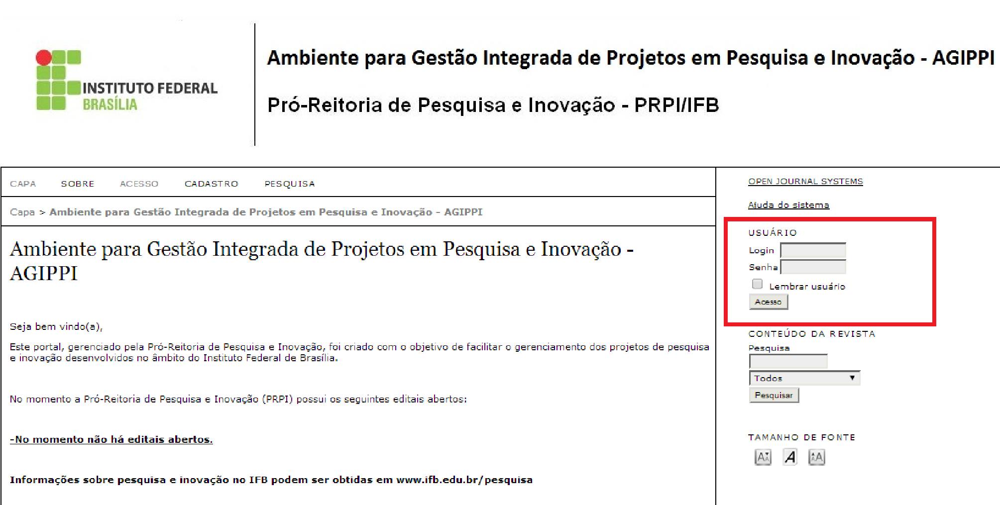 INSTITUTO FEDERAL
BRASÍLIA
Ambiente para Gestão Integrada de Projetos em Pesquisa e Inovação - AGIPPI
Pró-Reitoria de Pesquisa e Inovação - PRPI/IFB
CAPA SOBRE ACESSO CADASTRO PESQUISA
Capa > Ambiente para Gestão Integrada de Projetos em Pesquisa e Inovação - AGIPPI
Ambiente para Gestão Integrada de Projetos em Pesquisa e Inovação -
AGIPPI
Seja bem vindo(a),
Este portal, gerenciado pela Pró-Reitoria de Pesquisa e Inovação, foi criado com o objetivo de facilitar o gerenciamento dos projetos de pesquisa
e inovação desenvolvidos no âmbito do Instituto Federal de Brasília.
No momento a Pró-Reitoria de Pesquisa e Inovação (PRPI) possui os seguintes editais abertos:
-No momento não há editais abertos.
Informações sobre pesquisa e inovação no IFB podem ser obtidas em www.ifb.edu.br/pesquisa
OPEN JOURNAL SYSTEMS
Ajuda do sistema
USUÁRIO
Login
Senha
Lembrar usuário
Acesso
CONTEÚDO DA REVISTA
Pesquisa
Todos
Pesquisar
TAMANHO DE FONTE
AA A AA